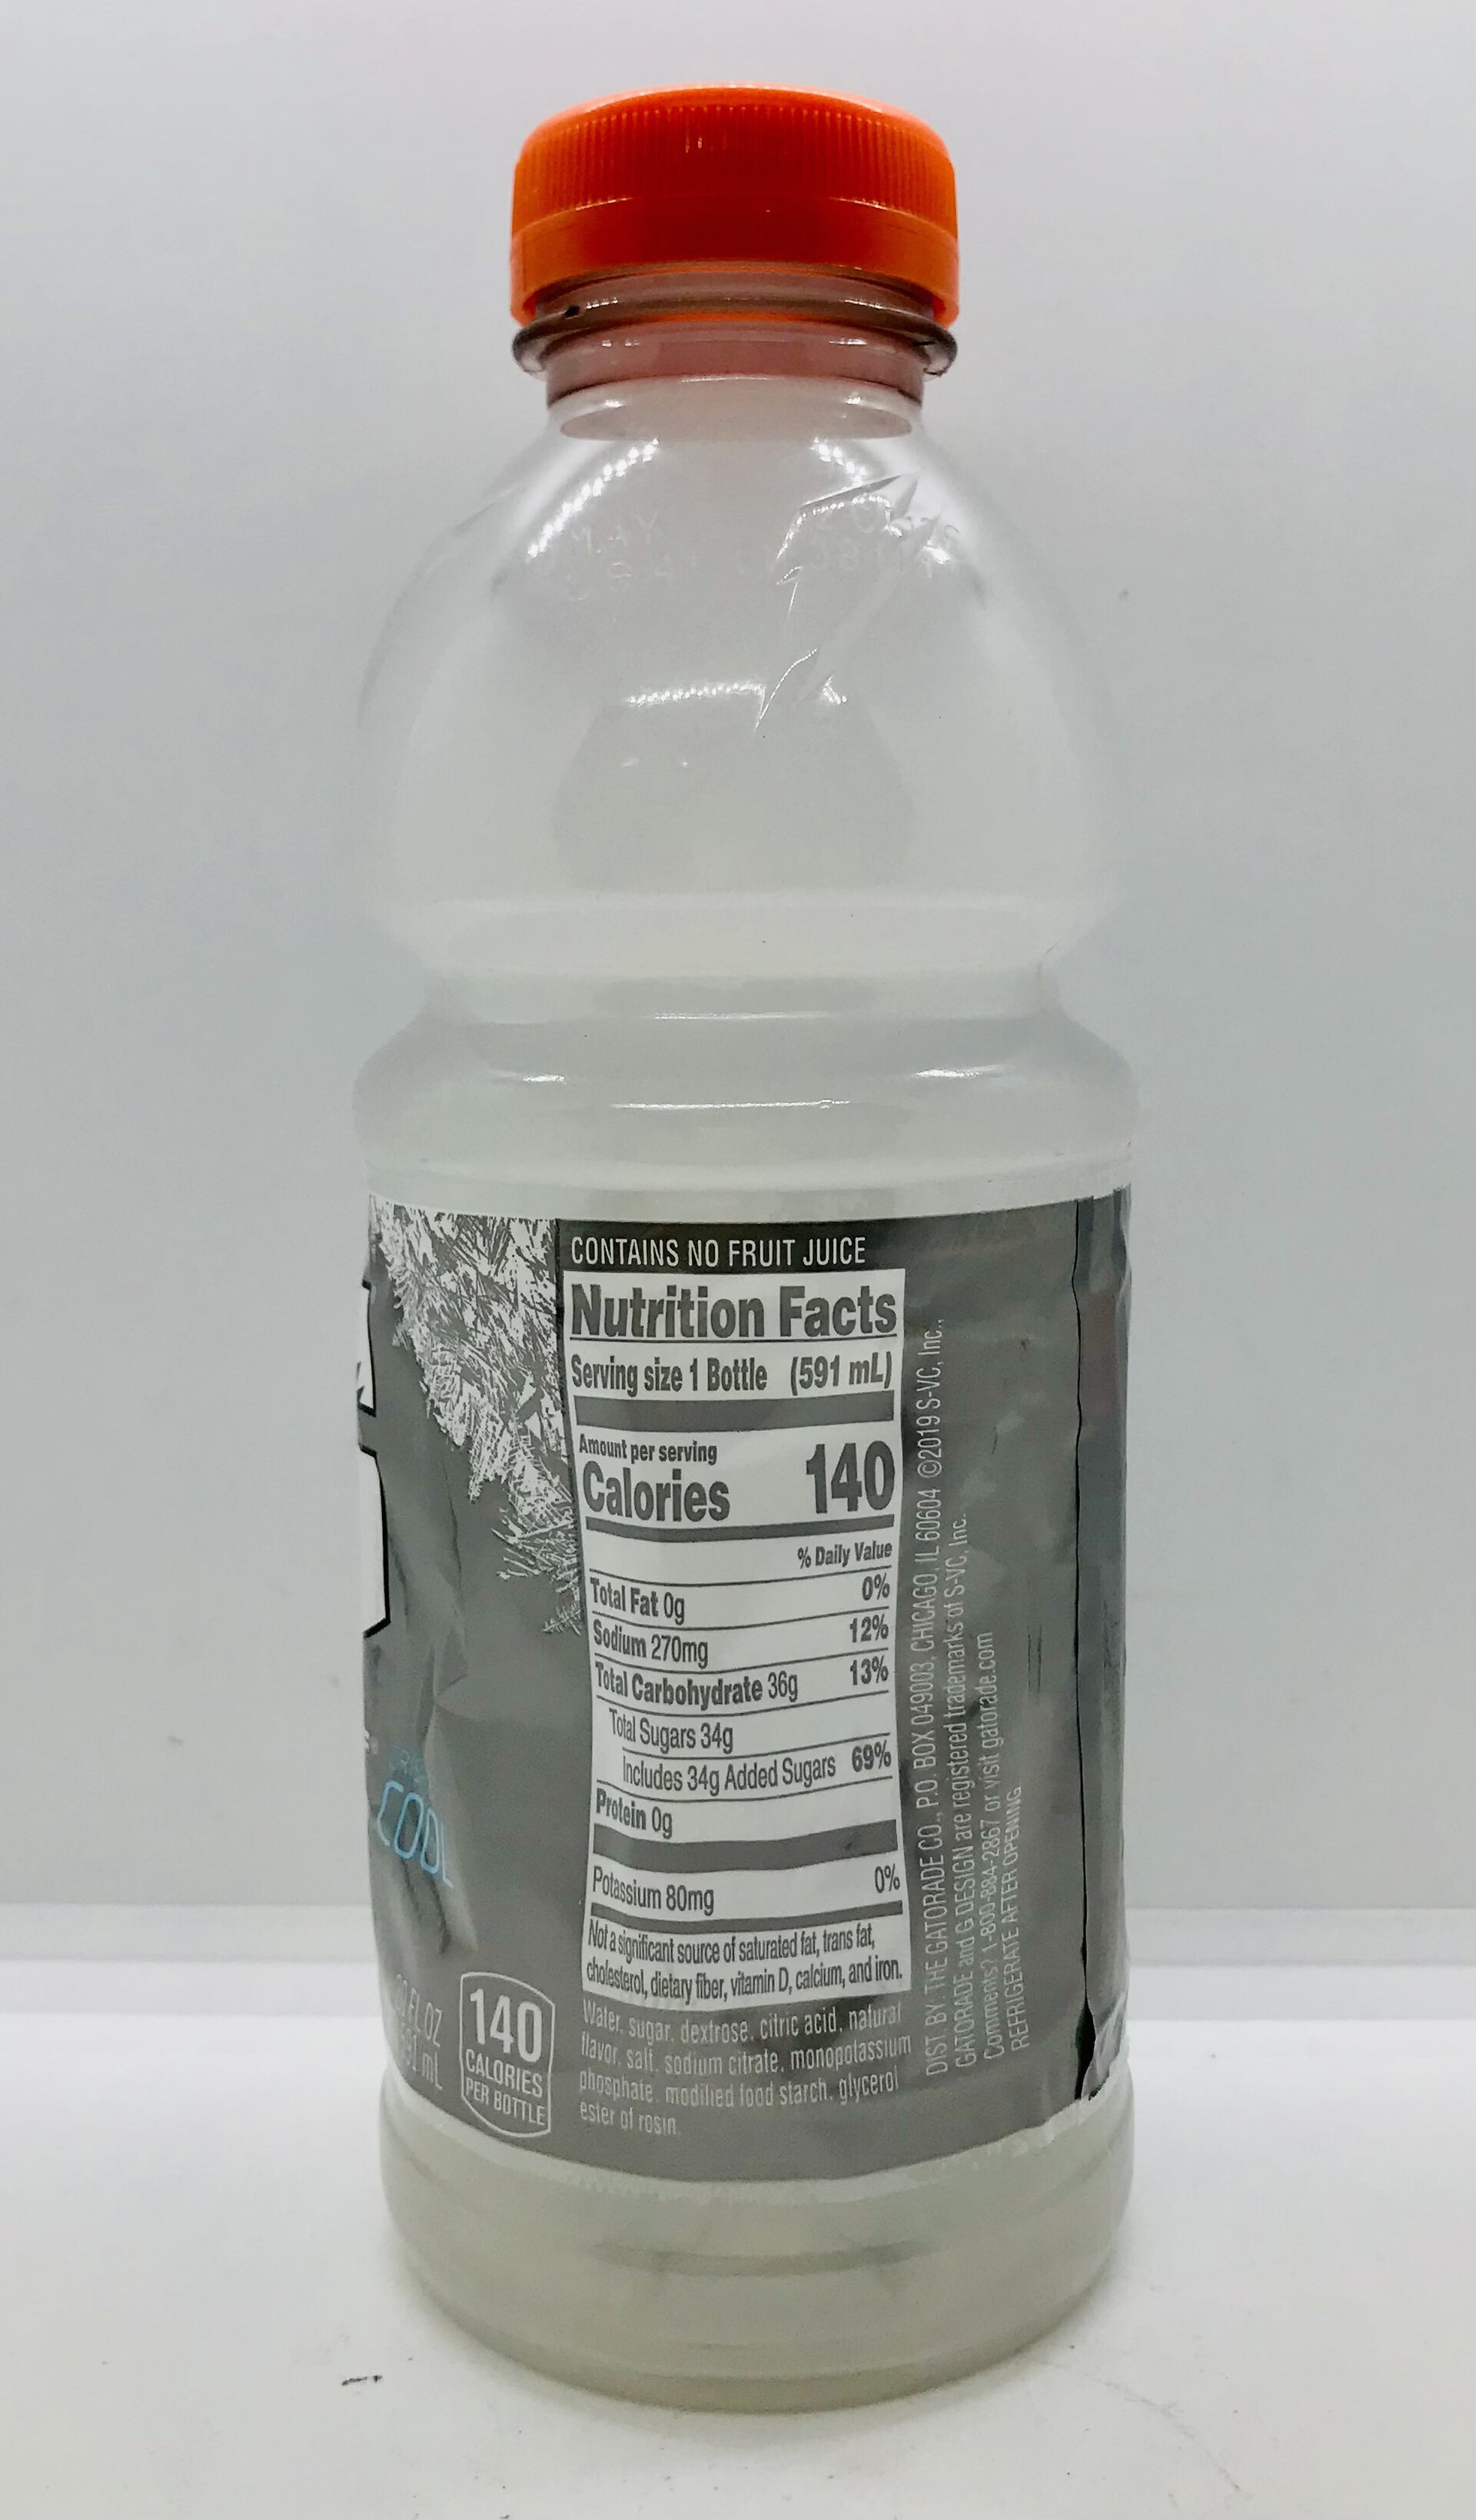 MAY
CONTAINS NO FRUIT JUICE
Nutrition Facts
Serving size 1 Bottle (591 mL)
Amount per serving
Calories 140
% Daily Value
Total Fat 0g 0%
Sodium 270mg 12%
Total Carbohydrate 36g 13%
Total Sugars 34g
Includes 34g Added Sugars 69%
Protein 0g
Potassium 80mg 0%
Not a significant source of saturated fat, trans fat,
cholesterol, dietary fiber, vitamin D, calcium, and iron.
Water, sugar, dextrose, citric acid, natural
flavor, salt, sodium citrate, monopotassium
phosphate, modified food starch, glycerol
ester of rosin.
DIST. BY: THE GATORADE CO., P.O. BOX 049003, CHICAGO, IL 60604 ©2019 S-VC, Inc.,
GATORADE and G DESIGN are registered trademarks of S-VC, Inc.
Comments? 1-800-884-2867 or visit gatorade.com
REFRIGERATE AFTER OPENING.
COOL
FL OZ
mL
140
CALORIES
PER BOTTLE